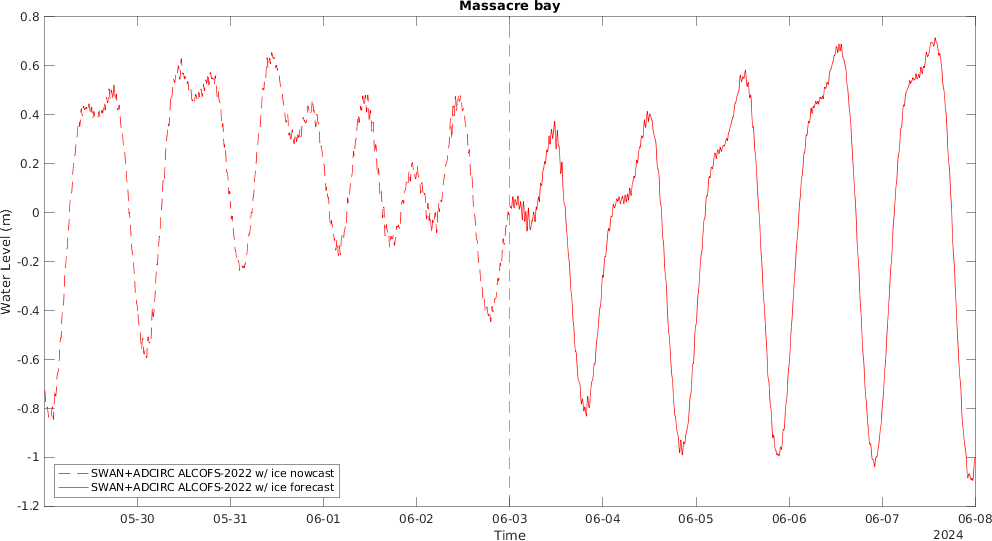 Massacre bay
0.8
0.6
0.4
0.2
0
-0.2
-0.4
-0.6
-0.8
-1
-1.2
Water Level (m)
SWAN+ADCIRC ALCOFS-2022 w/ ice nowcast
SWAN+ADCIRC ALCOFS-2022 w/ ice forecast
05-30 05-31 06-01 06-02 06-03 06-04 06-05 06-06 06-07 06-08
Time
2024